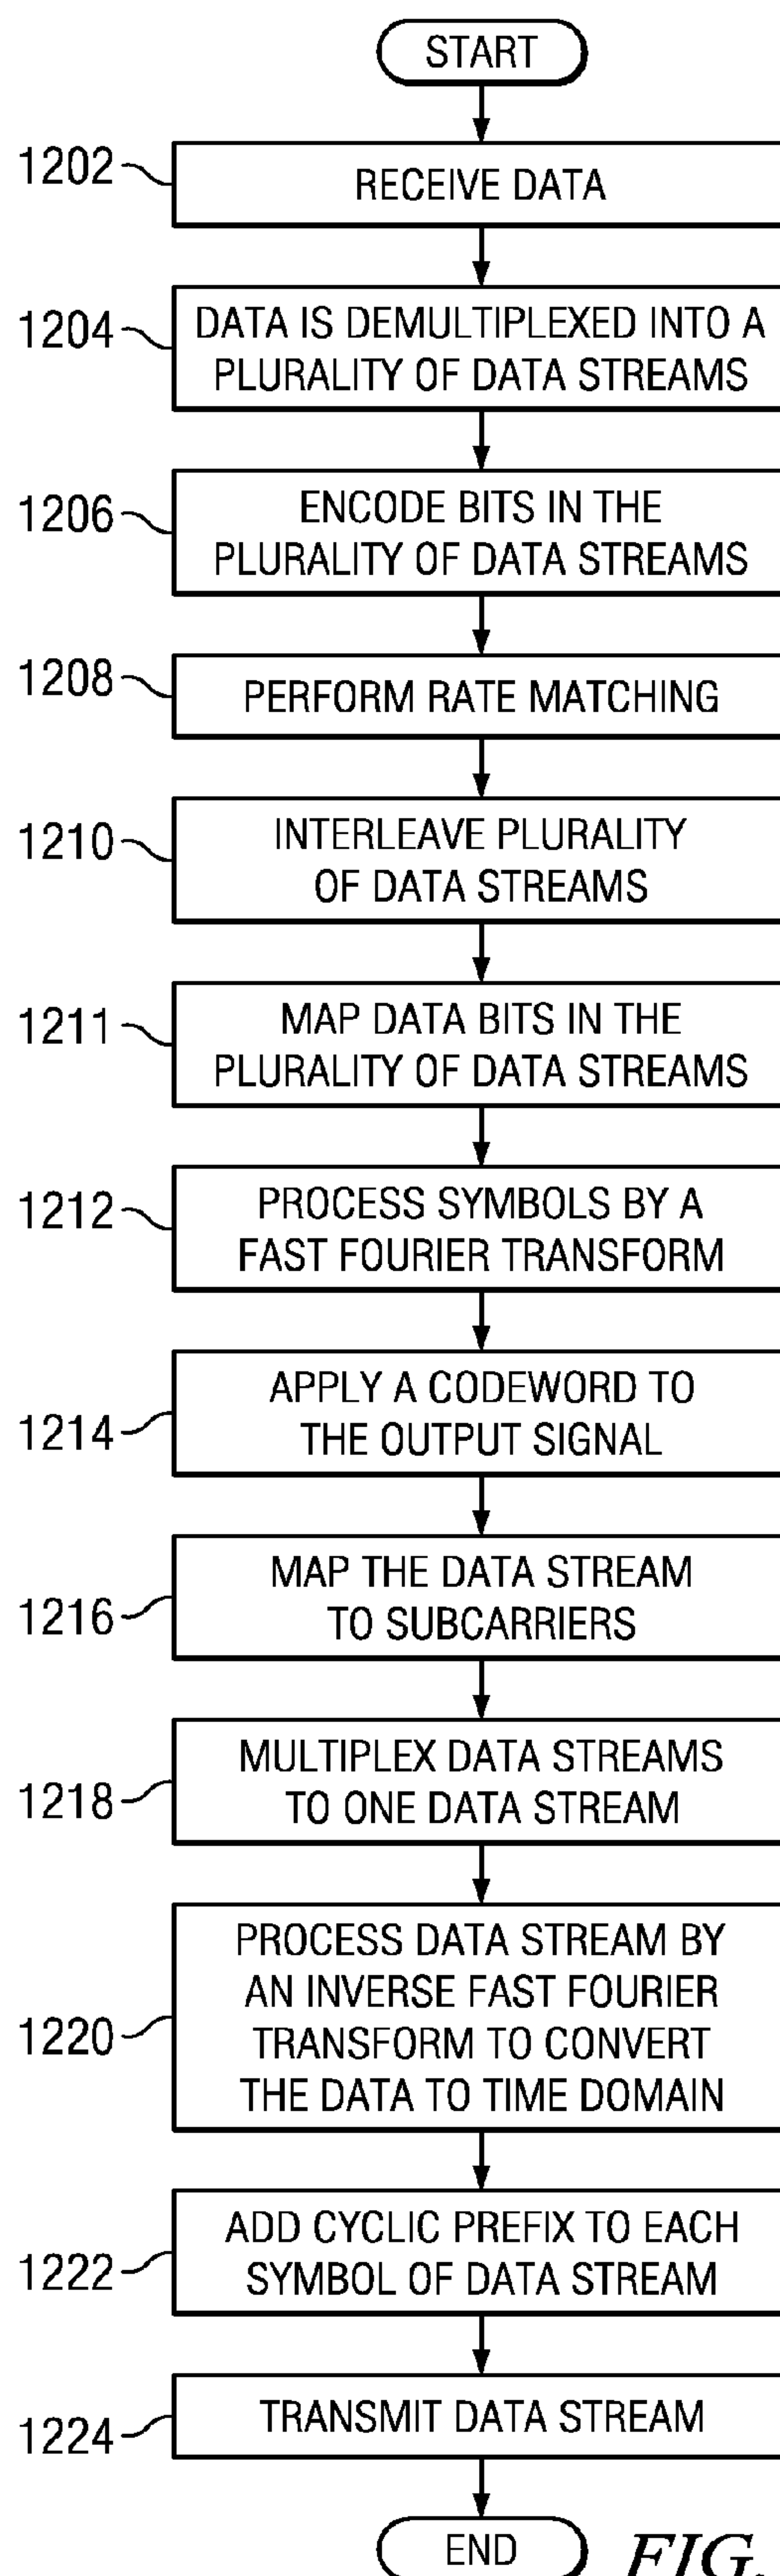 START
1202
RECEIVE DATA
1204
DATA IS DEMULTIPLEXED INTO A
PLURALITY OF DATA STREAMS
1206
ENCODE BITS IN THE
PLURALITY OF DATA STREAMS
1208
PERFORM RATE MATCHING
1210
INTERLEAVE PLURALITY
OF DATA STREAMS
1211
MAP DATA BITS IN THE
PLURALITY OF DATA STREAMS
1212
PROCESS SYMBOLS BY A
FAST FOURIER TRANSFORM
1214
APPLY A CODEWORD TO
THE OUTPUT SIGNAL
1216
MAP THE DATA STREAM
TO SUBCARRIERS
1218
MULTIPLEX DATA STREAMS
TO ONE DATA STREAM
1220
PROCESS DATA STREAM BY
AN INVERSE FAST FOURIER
TRANSFORM TO CONVERT
THE DATA TO TIME DOMAIN
1222
ADD CYCLIC PREFIX TO EACH
SYMBOL OF DATA STREAM
1224
TRANSMIT DATA STREAM
END
FIG.